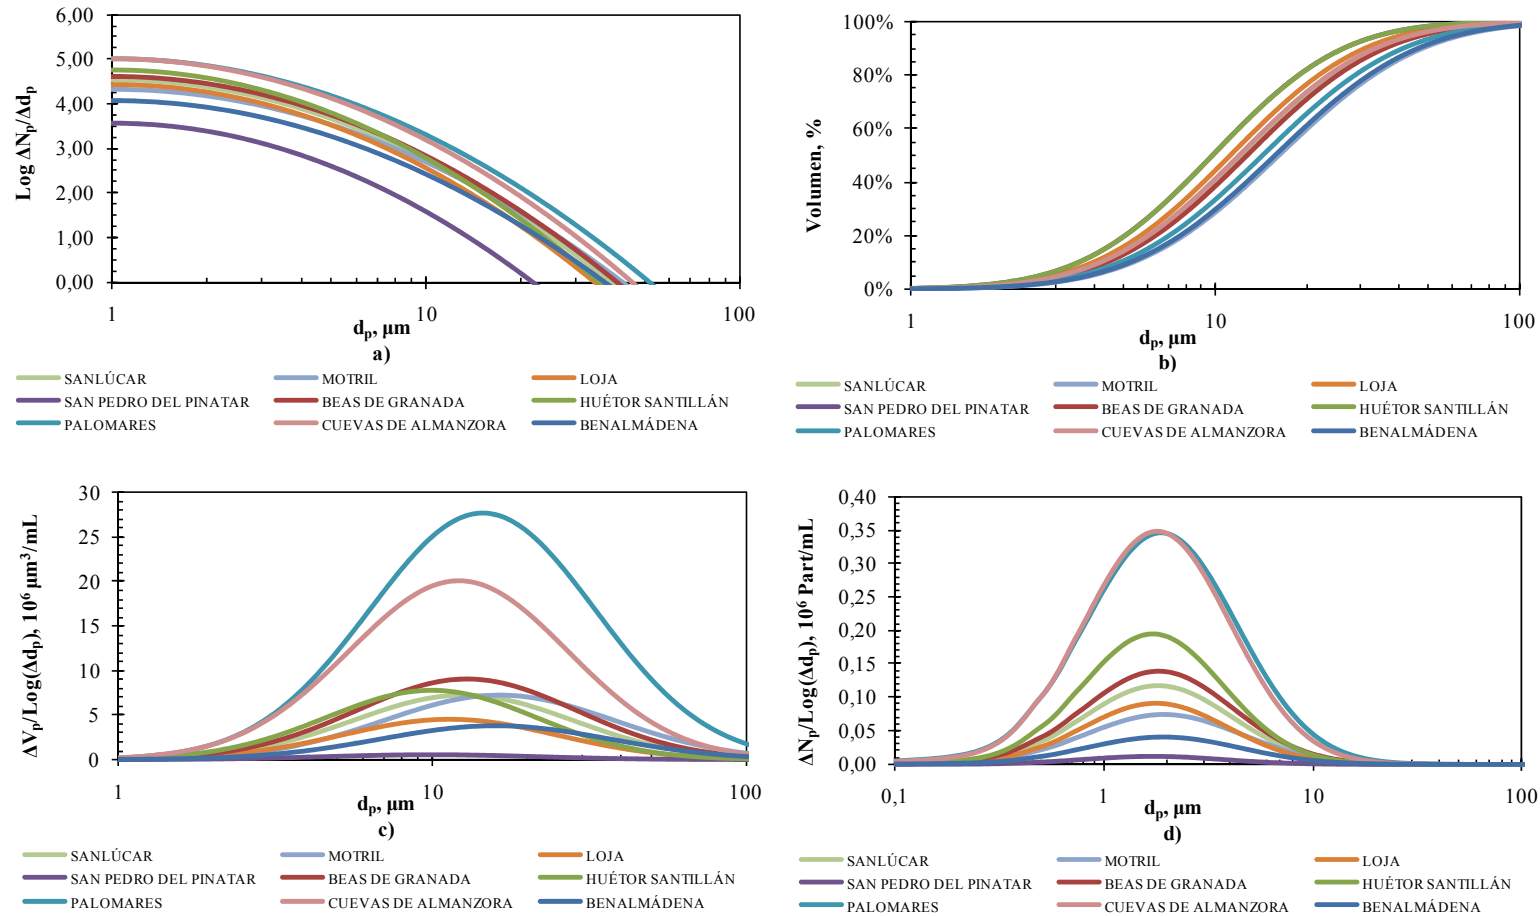 6,00
5,00
4,00
3,00
2,00
1,00
0,00
Log ΔNp/Δdp
1 10 100
dp, µm
a)
SANLÚCAR MOTRIL LOJA
SAN PEDRO DEL PINATAR BEAS DE GRANADA HUÉTOR SANTILLÁN
PALOMARES CUEVAS DE ALMANZORA BENALMÁDENA
100%
80%
60%
40%
20%
0%
Volumen, %
1 10 100
dp, µm
b)
SANLÚCAR MOTRIL LOJA
SAN PEDRO DEL PINATAR BEAS DE GRANADA HUÉTOR SANTILLÁN
PALOMARES CUEVAS DE ALMANZORA BENALMÁDENA
30
25
20
15
10
5
0
ΔVp/Log(Δdp), 10⁶ µm³/mL
1 10 100
dp, µm
c)
SANLÚCAR MOTRIL LOJA
SAN PEDRO DEL PINATAR BEAS DE GRANADA HUÉTOR SANTILLÁN
PALOMARES CUEVAS DE ALMANZORA BENALMÁDENA
0,40
0,35
0,30
0,25
0,20
0,15
0,10
0,05
0,00
ΔNp/Log(Δdp), 10⁶ Part/mL
0,1 1 10 100
dp, µm
d)
SANLÚCAR MOTRIL LOJA
SAN PEDRO DEL PINATAR BEAS DE GRANADA HUÉTOR SANTILLÁN
PALOMARES CUEVAS DE ALMANZORA BENALMÁDENA